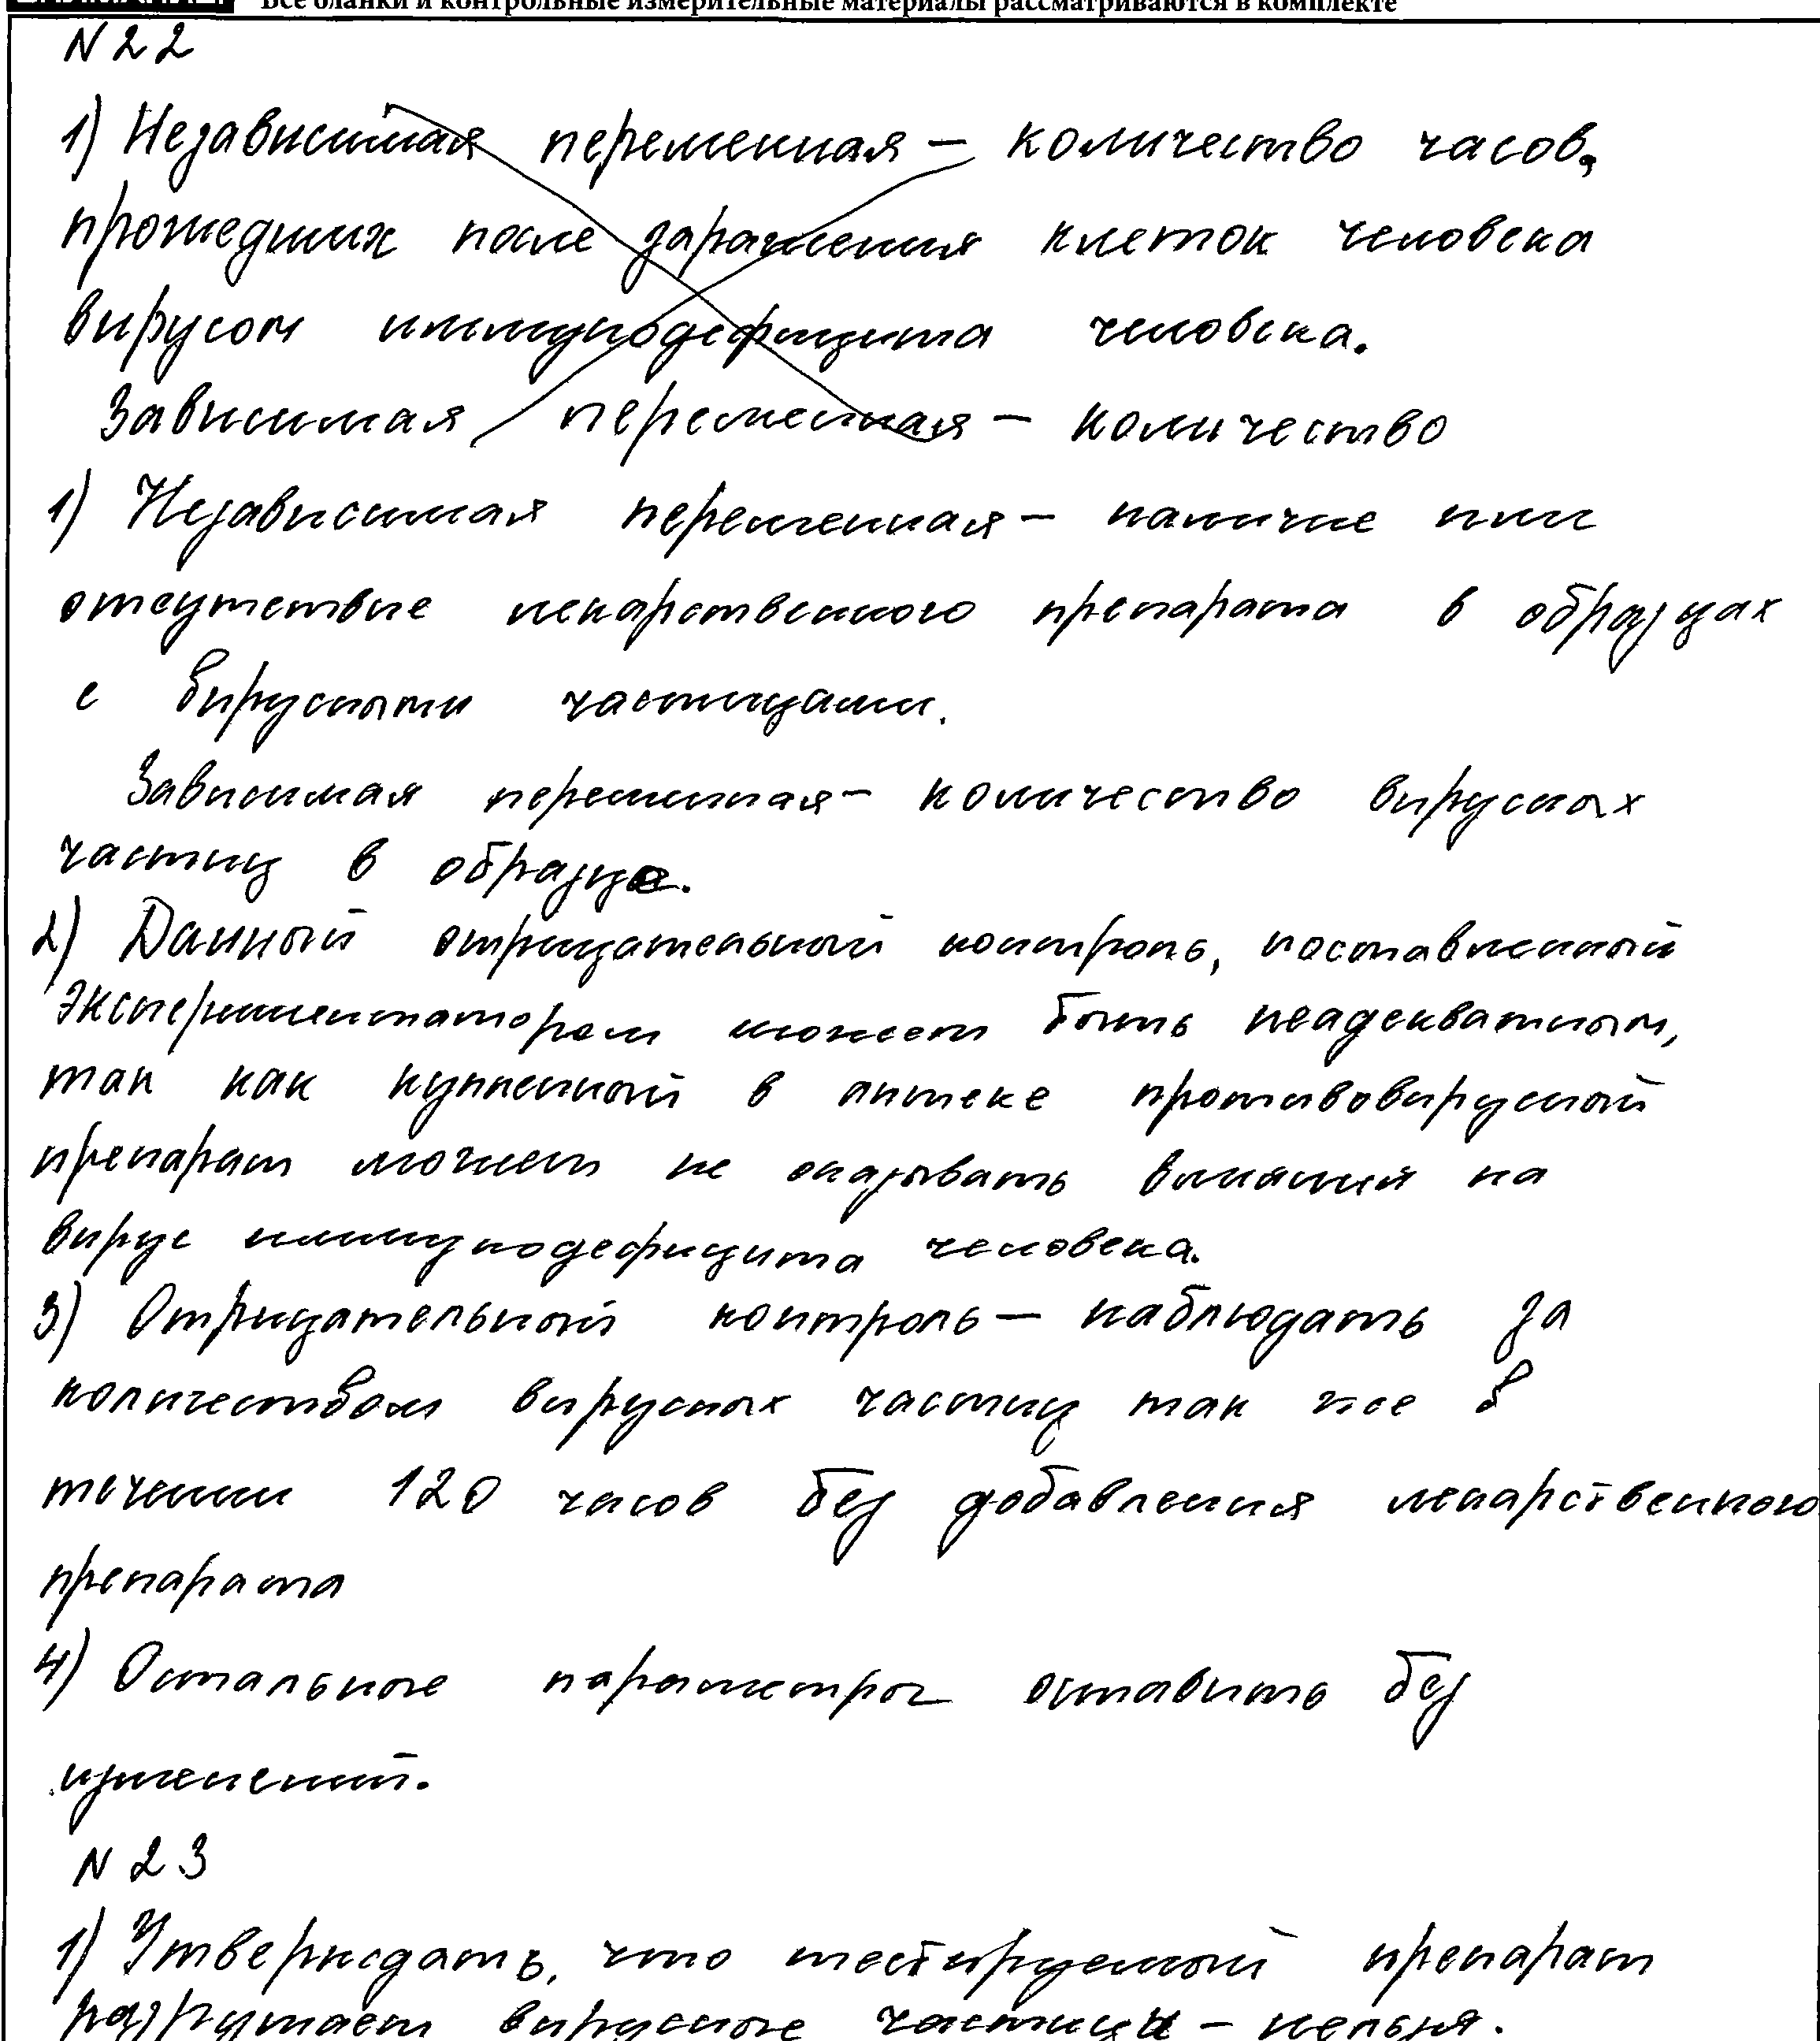 Все бланки и контрольные измерительные материалы рассматриваются в комплекте
N 22
1) Независимая переменная – количество часов,
прошедших после заражения клеток человека
вирусом иммунодефицита человека.
Зависимая переменная – количество
1) Независимая переменная – наличие или
отсутствие лекарственного препарата в образцах
с вирусными частицами.
Зависимая переменная – количество вирусных
частиц в образце.
2) Данный отрицательный контроль, поставленный
экспериментатором может быть неадекватным,
так как купленный в аптеке противовирусный
препарат может не оказывать влияний на
вирус иммунодефицита человека.
3) Отрицательный контроль – наблюдать за
количеством вирусных частиц так же в
течении 120 часов без добавления лекарственного
препарата
4) Остальные параметры оставить без
изменений.
N 23
1) Утверждать, что тестируемый препарат
разрушает вирусные частицы – нельзя.